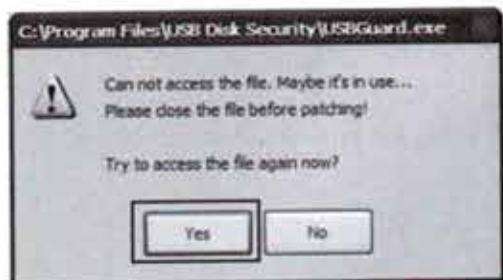 C:\Program Files\USB Disk Security\USBGuard.exe
Can not access the file. Maybe it's in use...
Please close the file before patching!
Try to access the file again now?
Yes
No